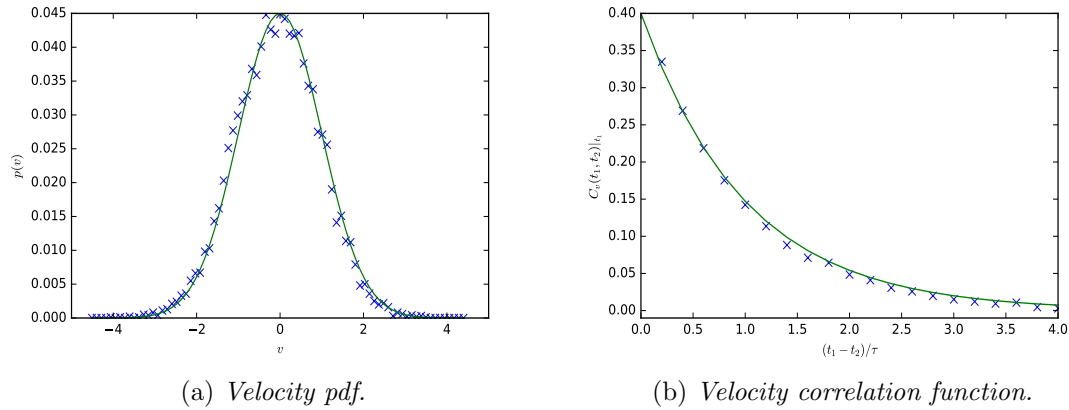 0.045
0.040
0.035
0.030
0.025
0.020
0.015
0.010
0.005
0.000
p(v)
−4 −2 0 2 4
v
(a) Velocity pdf.
0.40
0.35
0.30
0.25
0.20
0.15
0.10
0.05
0.00
C_v(t_1, t_2)|_{t_1}
0.0 0.5 1.0 1.5 2.0 2.5 3.0 3.5 4.0
(t_1 − t_2)/τ
(b) Velocity correlation function.